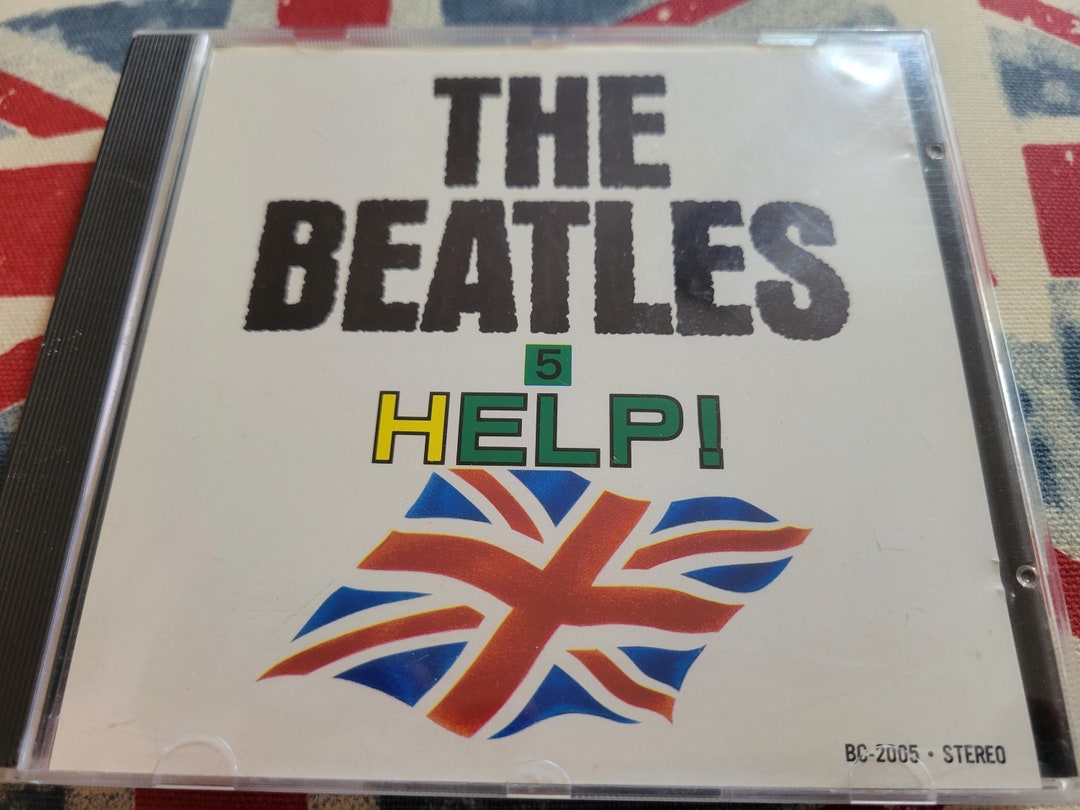 THE
BEATLES
5
HELP!
BC-2005 • STEREO